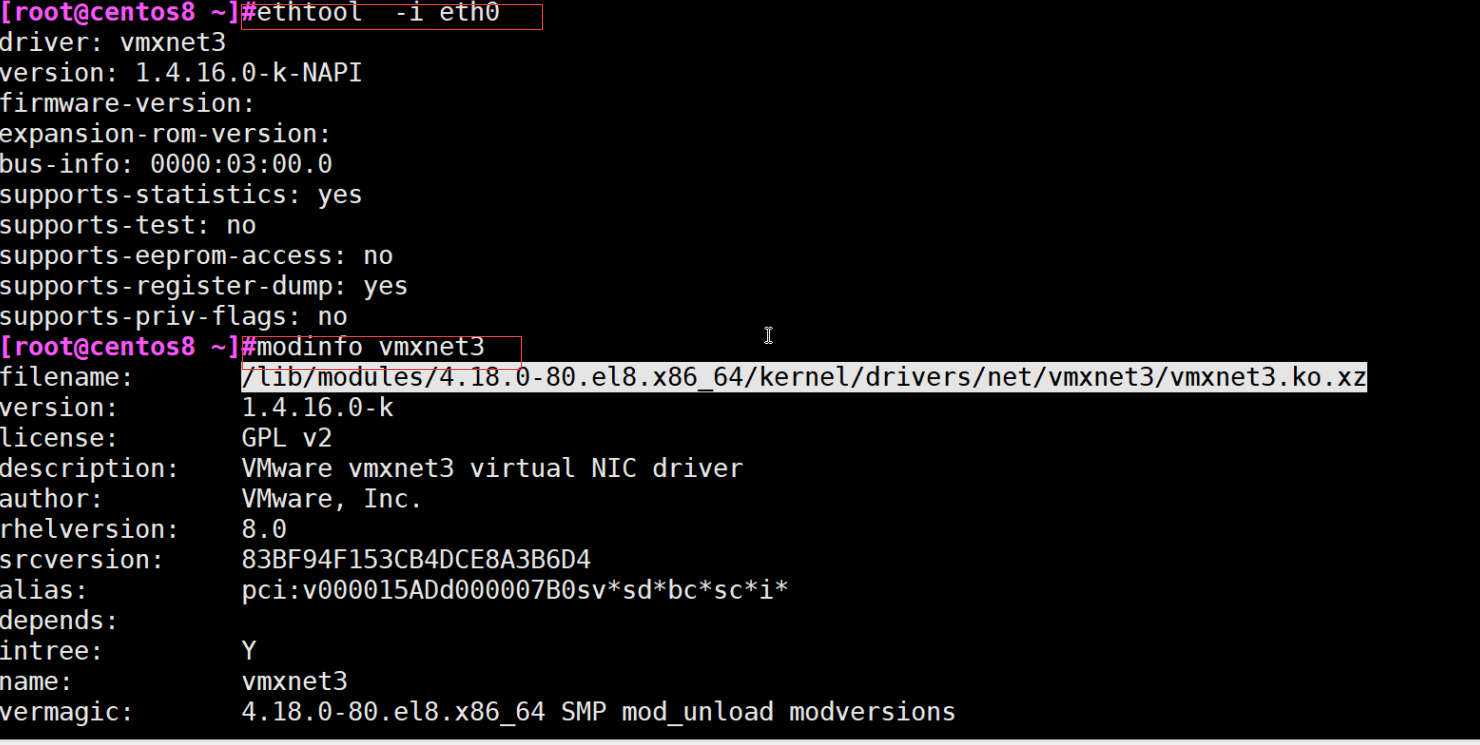 [root@centos8 ~]#ethtool  -i eth0
driver: vmxnet3
version: 1.4.16.0-k-NAPI
firmware-version:
expansion-rom-version:
bus-info: 0000:03:00.0
supports-statistics: yes
supports-test: no
supports-eeprom-access: no
supports-register-dump: yes
supports-priv-flags: no
[root@centos8 ~]#modinfo vmxnet3
filename:       /lib/modules/4.18.0-80.el8.x86_64/kernel/drivers/net/vmxnet3/vmxnet3.ko.xz
version:        1.4.16.0-k
license:        GPL v2
description:    VMware vmxnet3 virtual NIC driver
author:         VMware, Inc.
rhelversion:    8.0
srcversion:     83BF94F153CB4DCE8A3B6D4
alias:          pci:v000015ADd000007B0sv*sd*bc*sc*i*
depends:
intree:         Y
name:           vmxnet3
vermagic:       4.18.0-80.el8.x86_64 SMP mod_unload modversions